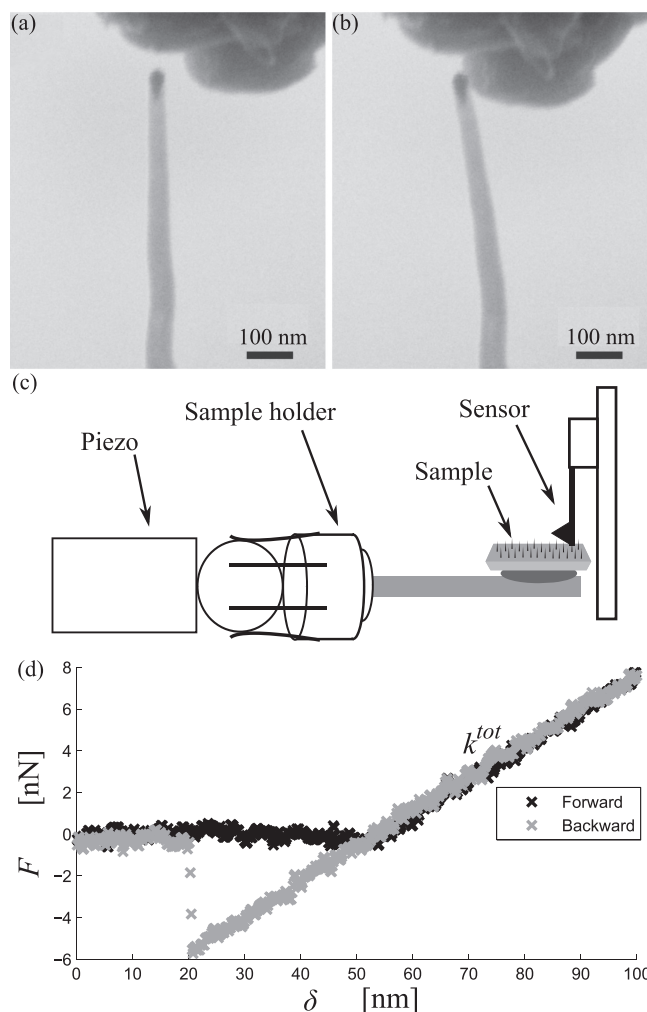 (a)
(b)
100 nm
100 nm
(c)
Sample holder
Sensor
Piezo
Sample
(d)
8
6
4
2
0
−2
−4
−6
F [nN]
k^{tot}
Forward
Backward
0 10 20 30 40 50 60 70 80 90 100
δ [nm]